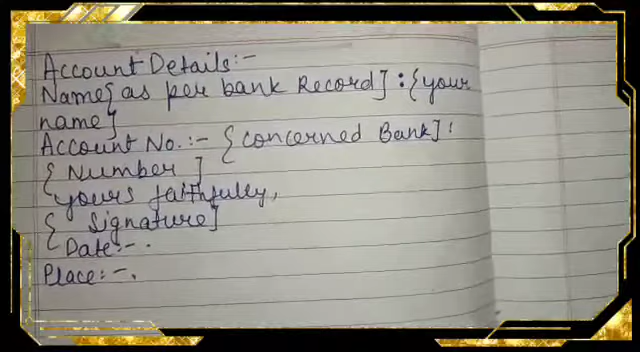 Account Details:-
Name{as per bank Record] : {your
name]
Account No.:- {concerned Bank] :
{ Number ]
yours faithfully,
{ Signature]
Date:- .
Place:- .